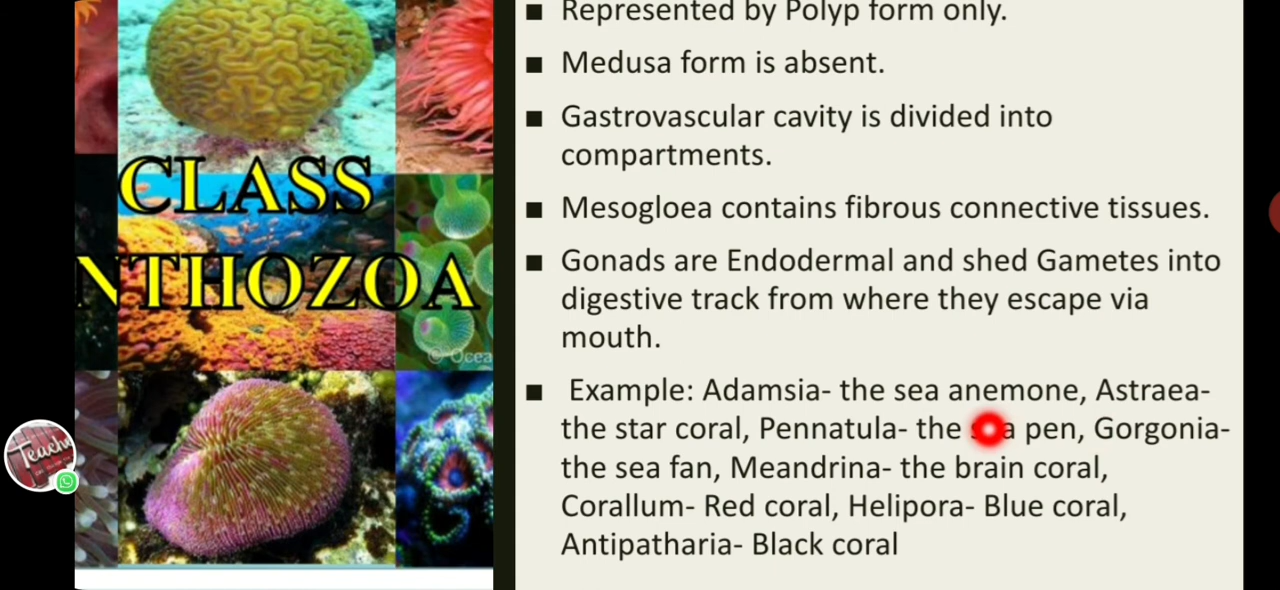 ■ Represented by Polyp form only.
■ Medusa form is absent.
■ Gastrovascular cavity is divided into
compartments.
■ Mesogloea contains fibrous connective tissues.
■ Gonads are Endodermal and shed Gametes into
digestive track from where they escape via
mouth.
■ Example: Adamsia- the sea anemone, Astraea-
the star coral, Pennatula- the sea pen, Gorgonia-
the sea fan, Meandrina- the brain coral,
Corallum- Red coral, Helipora- Blue coral,
Antipatharia- Black coral
CLASS
NTHOZOA
© Ocea
Teach